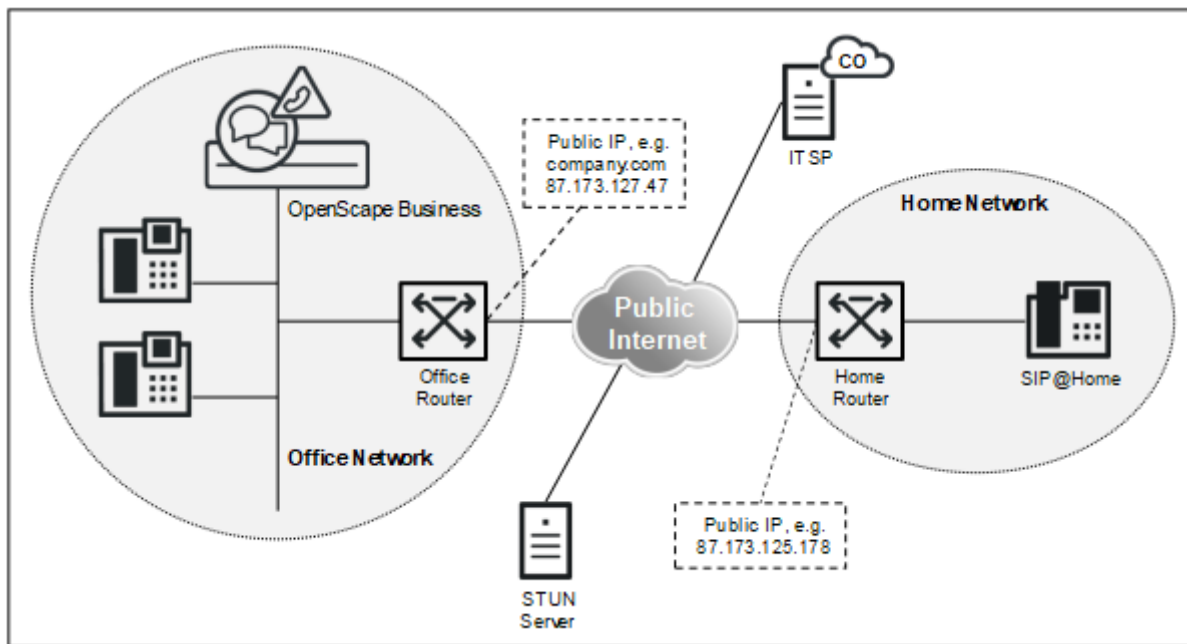 CO
ITSP
Public IP, e.g.
company.com
87.173.127.47
OpenScape Business
Home Network
Public
Internet
Office
Router
Home
Router
SIP@Home
Office Network
Public IP, e.g.
87.173.125.178
STUN
Server